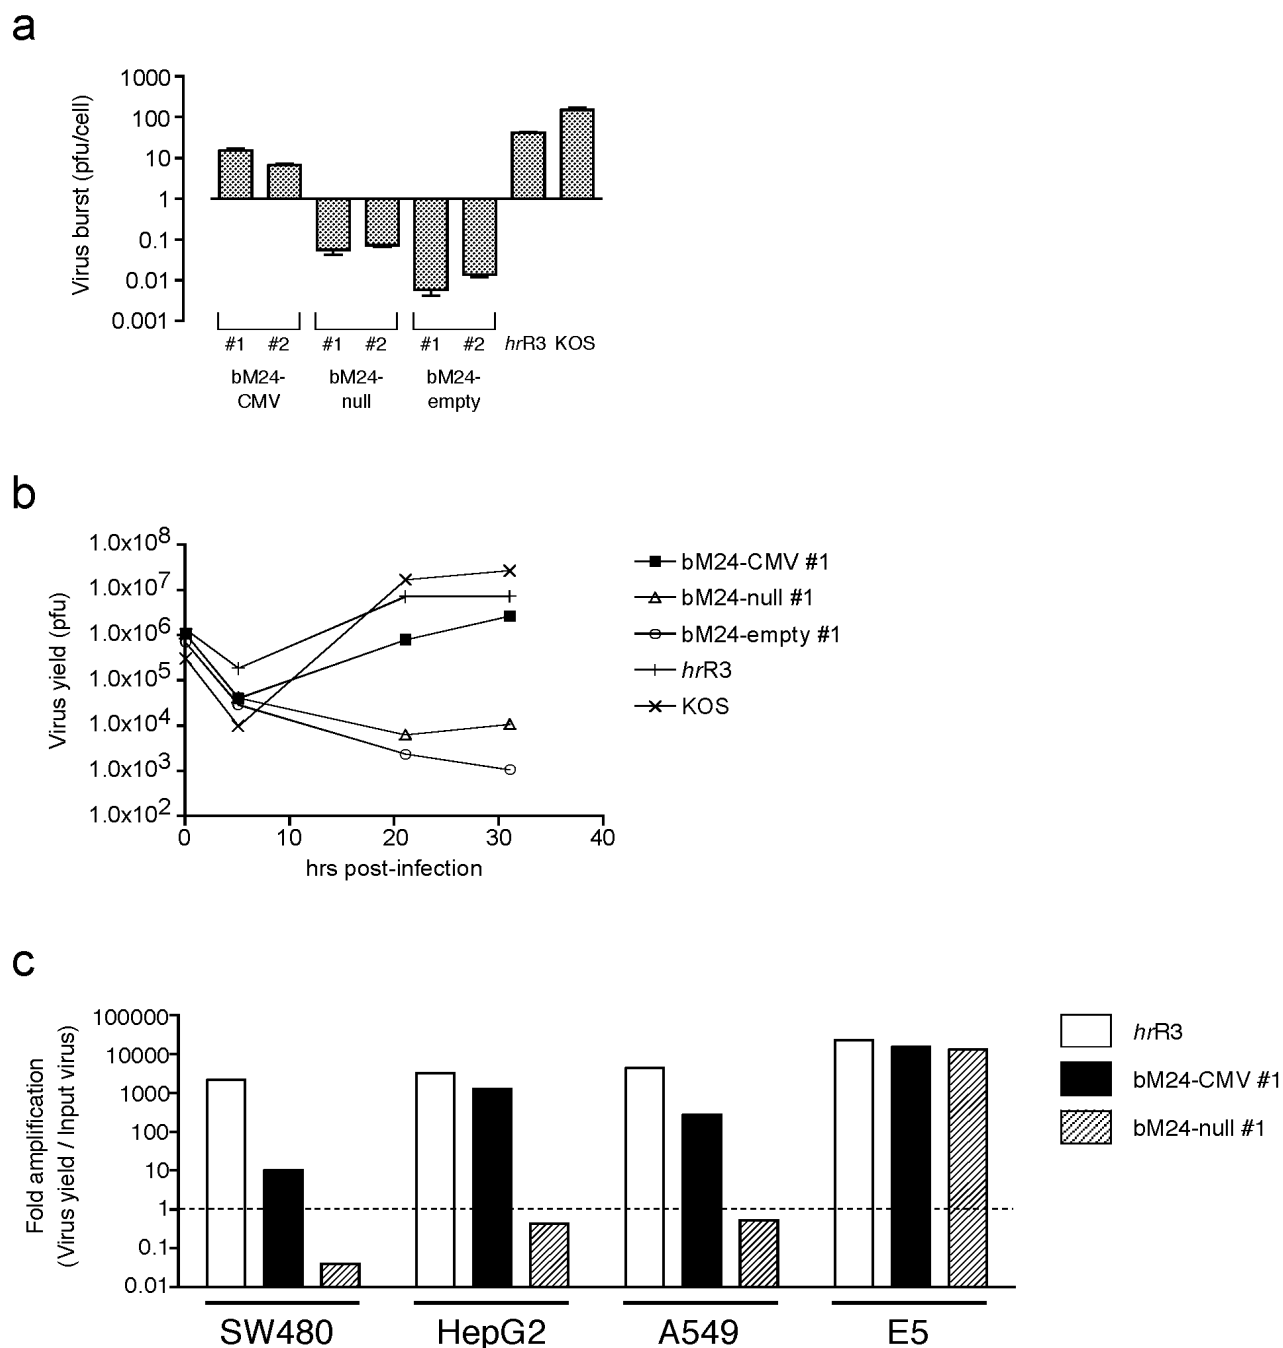 a
Virus burst (pfu/cell)
1000
100
10
1
0.1
0.01
0.001
#1 #2 #1 #2 #1 #2 hrR3 KOS
bM24- bM24- bM24-
CMV null empty
b
Virus yield (pfu)
1.0x10⁸
1.0x10⁷
1.0x10⁶
1.0x10⁵
1.0x10⁴
1.0x10³
1.0x10²
0 10 20 30 40
hrs post-infection
bM24-CMV #1
bM24-null #1
bM24-empty #1
hrR3
KOS
c
Fold amplification
(Virus yield / Input virus)
100000
10000
1000
100
10
1
0.1
0.01
SW480 HepG2 A549 E5
hrR3
bM24-CMV #1
bM24-null #1